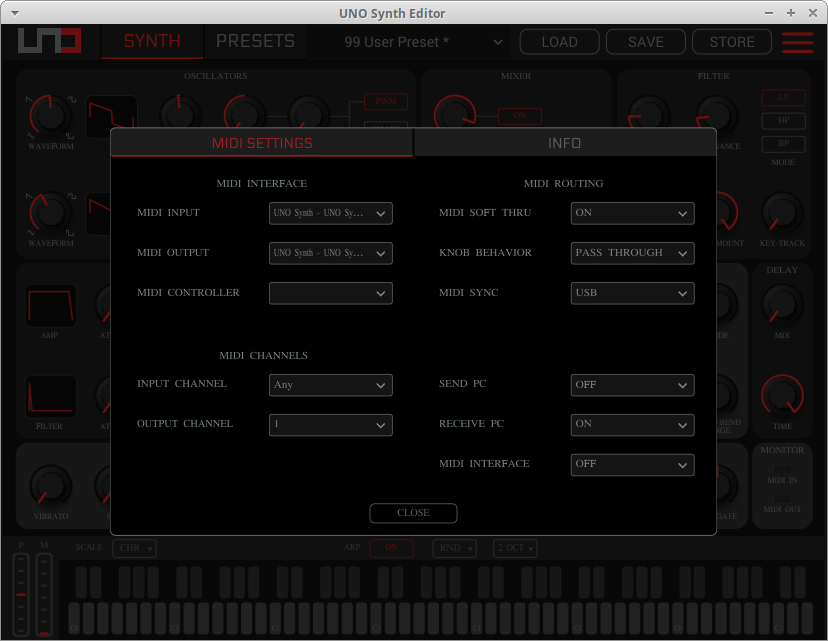 UNO Synth Editor
UNO
SYNTH
PRESETS
99 User Preset *
LOAD
SAVE
STORE
OSCILLATORS
MIXER
FILTER
PWM
ON
LP
HP
BP
MODE
WAVEFORM
WAVEFORM
KEY-TRACK
MIDI SETTINGS
INFO
MIDI INTERFACE
MIDI ROUTING
MIDI INPUT
UNO Synth - UNO Sy...
MIDI SOFT THRU
ON
MIDI OUTPUT
UNO Synth - UNO Sy...
KNOB BEHAVIOR
PASS THROUGH
MIDI CONTROLLER
MIDI SYNC
USB
MIDI CHANNELS
INPUT CHANNEL
Any
SEND PC
OFF
OUTPUT CHANNEL
1
RECEIVE PC
ON
MIDI INTERFACE
OFF
CLOSE
DELAY
AMP
MIX
FILTER
BEND
TIME
MONITOR
MIDI IN
MIDI OUT
VIBRATO
P
M
SCALE
CHR
ARP
ON
RND
2 OCT